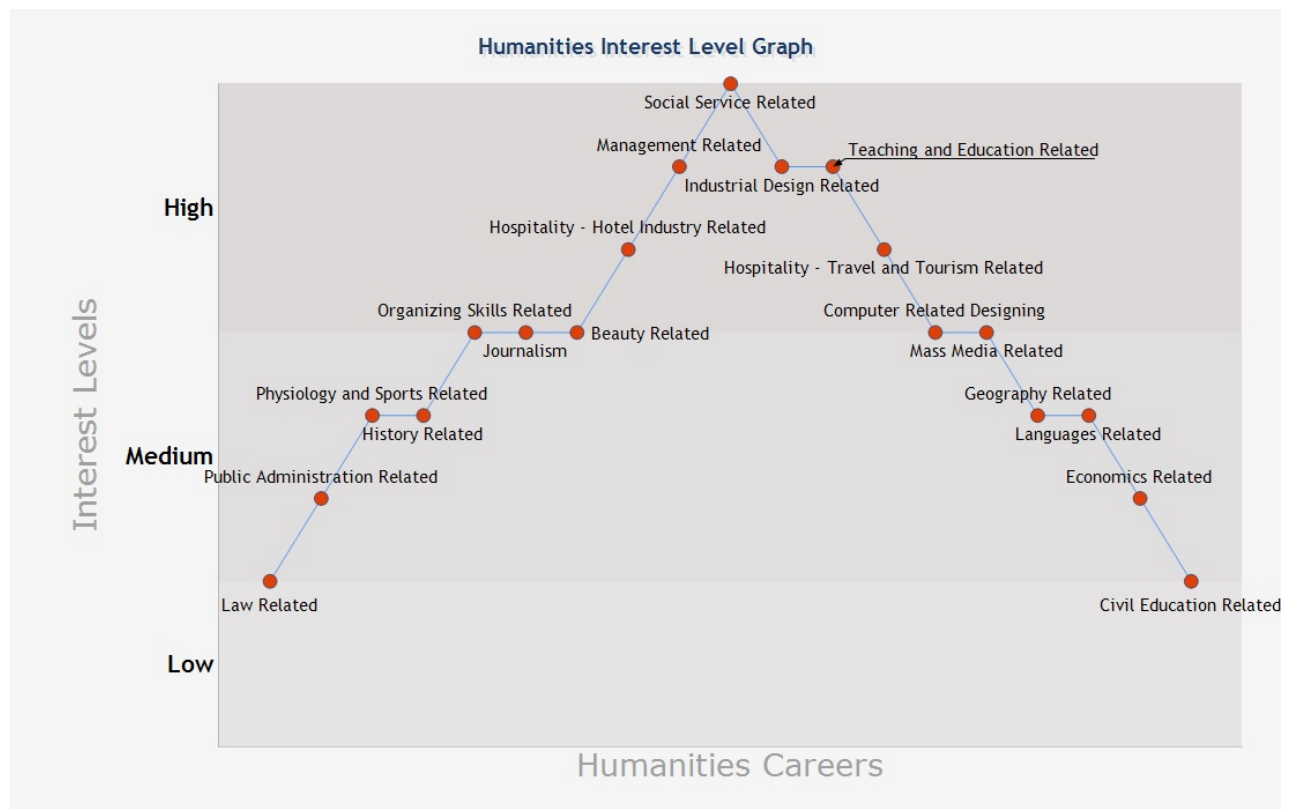 Humanities Interest Level Graph
Social Service Related
Management Related
Teaching and Education Related
Industrial Design Related
High
Hospitality - Hotel Industry Related
Hospitality - Travel and Tourism Related
Organizing Skills Related
Computer Related Designing
Beauty Related
Journalism
Mass Media Related
Interest Levels
Physiology and Sports Related
Geography Related
History Related
Languages Related
Medium
Public Administration Related
Economics Related
Law Related
Civil Education Related
Low
Humanities Careers